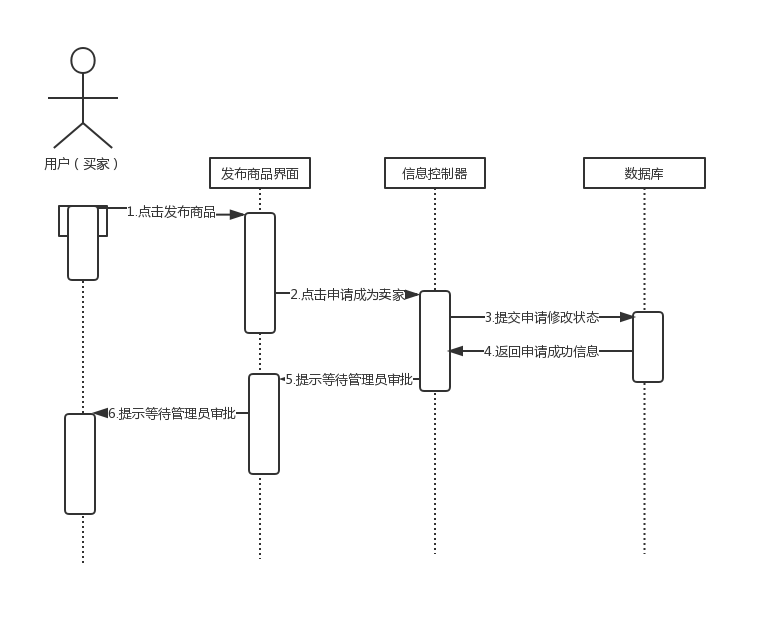 用户（买家）
发布商品界面
信息控制器
数据库
1.点击发布商品
2.点击申请成为卖家
3.提交申请修改状态
4.返回申请成功信息
5.提示等待管理员审批
6.提示等待管理员审批